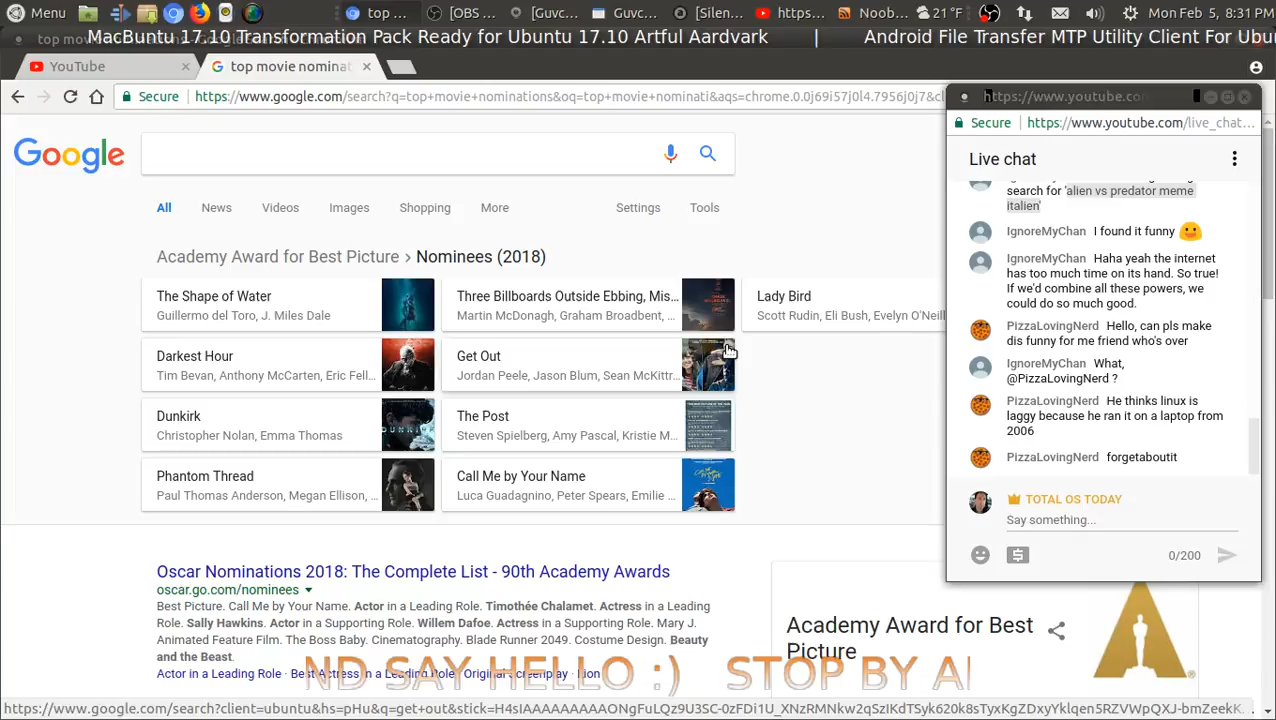 Menu
top ...
[OBS ...
[Guvc...
Guvc...
[Silen...
https...
Noob...
21 °F
Mon Feb 5, 8:31 PM
MacBuntu 17.10 Transformation Pack Ready for Ubuntu 17.10 Artful Aardvark | Android File Transfer MTP Utility Client For Ubu
YouTube
top movie nominat
Secure https://www.google.com/search?q=top+movie+nominations&oq=top+movie+nominati&aqs=chrome.0.0j69i57j0l4.7956j0j7&cl
Google
All News Videos Images Shopping More Settings Tools
Academy Award for Best Picture › Nominees (2018)
The Shape of Water
Guillermo del Toro, J. Miles Dale
Three Billboards Outside Ebbing, Mis...
Martin McDonagh, Graham Broadbent, ...
Lady Bird
Scott Rudin, Eli Bush, Evelyn O'Neill
Darkest Hour
Tim Bevan, Anthony McCarten, Eric Fell...
Get Out
Jordan Peele, Jason Blum, Sean McKittr...
Dunkirk
Christopher Nolan, Emma Thomas
DUNKIRK
The Post
Steven Spielberg, Amy Pascal, Kristie M...
Phantom Thread
Paul Thomas Anderson, Megan Ellison, ...
Call Me by Your Name
Luca Guadagnino, Peter Spears, Emilie ...
Oscar Nominations 2018: The Complete List - 90th Academy Awards
oscar.go.com/nominees
Best Picture. Call Me by Your Name. Actor in a Leading Role. Timothée Chalamet. Actress in a Leading
Role. Sally Hawkins. Actor in a Supporting Role. Willem Dafoe. Actress in a Supporting Role. Mary J.
Animated Feature Film. The Boss Baby. Cinematography. Blade Runner 2049. Costume Design. Beauty
and the Beast.
Actor in a Leading Role · Best Actress in a Leading Role · Original Screenplay · Lion
Academy Award for Best
Picture
ND SAY HELLO :) STOP BY AI
https://www.youtube.co
Secure https://www.youtube.com/live_chat...
Live chat
search for 'alien vs predator meme
italien'
IgnoreMyChan I found it funny
IgnoreMyChan Haha yeah the internet
has too much time on its hand. So true!
If we'd combine all these powers, we
could do so much good.
PizzaLovingNerd Hello, can pls make
dis funny for me friend who's over
IgnoreMyChan What,
@PizzaLovingNerd ?
PizzaLovingNerd He thinks linux is
laggy because he ran it on a laptop from
2006
PizzaLovingNerd forgetaboutit
TOTAL OS TODAY
Say something...
0/200